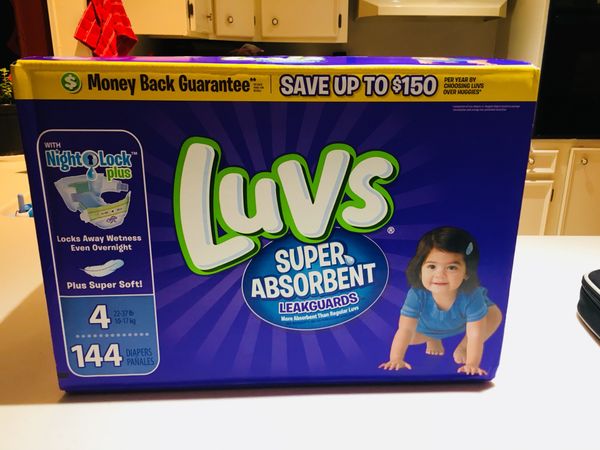 $ Money Back Guarantee** SAVE UP TO $150 PER YEAR BY
CHOOSING LUVS
OVER HUGGIES*
WITH
Night Lock™
plus
Locks Away Wetness
Even Overnight
Plus Super Soft!
4 22-37 lb
10-17 kg
144 DIAPERS
PAÑALES
Luvs®
SUPER
ABSORBENT
LEAKGUARDS
More Absorbent Than Regular Luvs